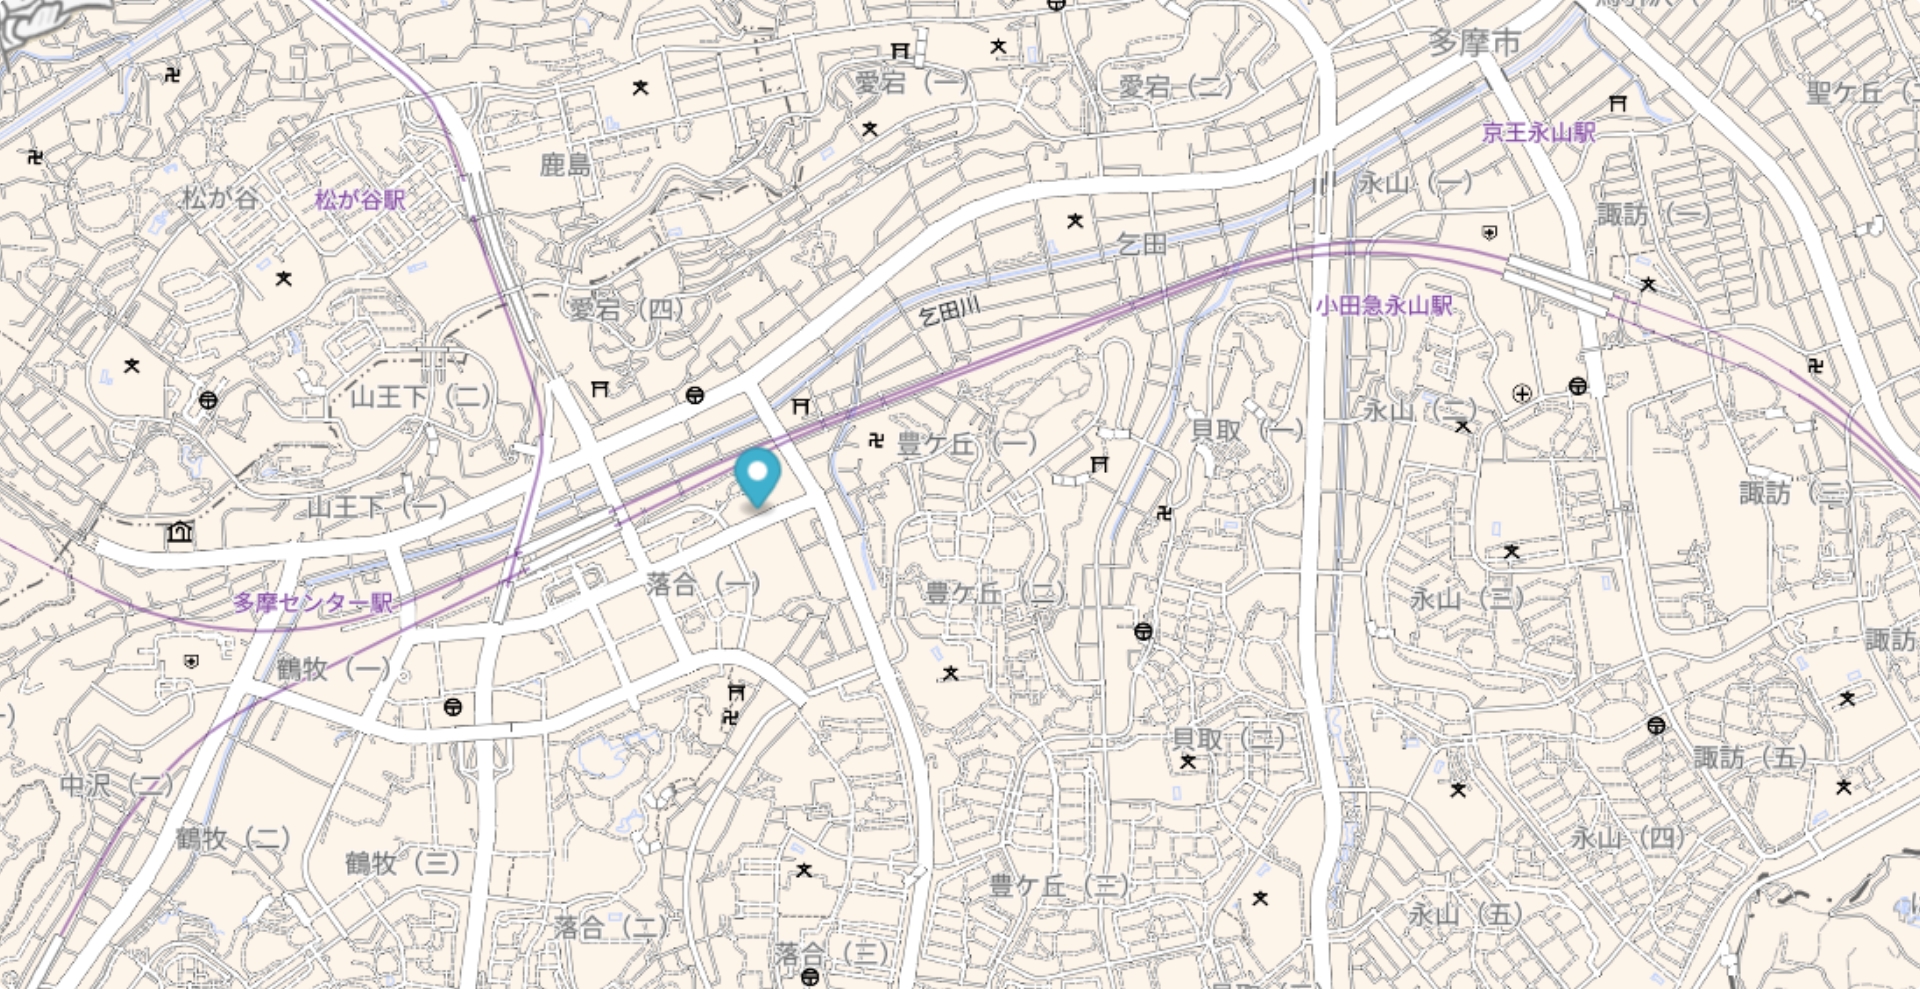 多摩市
愛宕（一）
愛宕（二）
聖ケ丘
京王永山駅
鹿島
永山（一）
松が谷
松が谷駅
諏訪（一）
乞田
愛宕（四）
乞田川
小田急永山駅
山王下（二）
永山（二）
豊ケ丘（一）
貝取（一）
諏訪（三）
山王下（一）
落合（一）
豊ケ丘（二）
永山（三）
多摩センター駅
諏訪
鶴牧（一）
貝取（二）
諏訪（五）
中沢（二）
鶴牧（二）
永山（四）
鶴牧（三）
豊ケ丘（三）
永山（五）
落合（二）
落合（三）